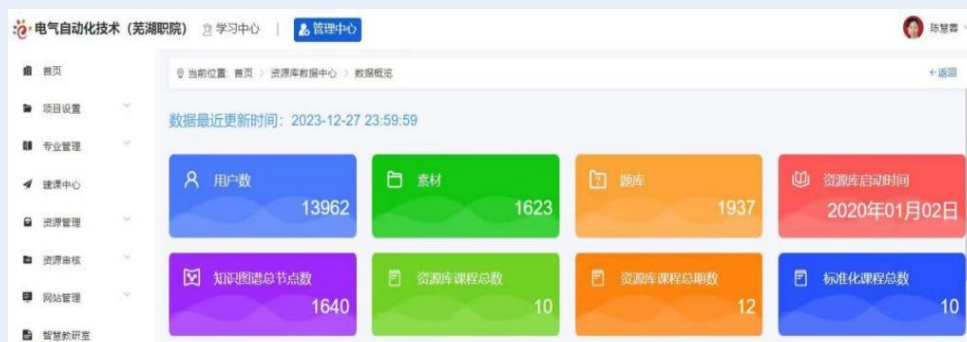 电气自动化技术（芜湖职院） 学习中心 | 管理中心 陈慧蓉
首页
当前位置: 首页 > 资源库数据中心 > 数据概览 ←返回
项目设置
数据最近更新时间：2023-12-27 23:59:59
专业管理
建课中心
资源管理
资源审核
网站管理
智慧教研室
用户数
13962
素材
1623
题库
1937
资源库启动时间
2020年01月02日
知识图谱总节点数
1640
资源库课程总数
10
资源库课程总期数
12
标准化课程总数
10